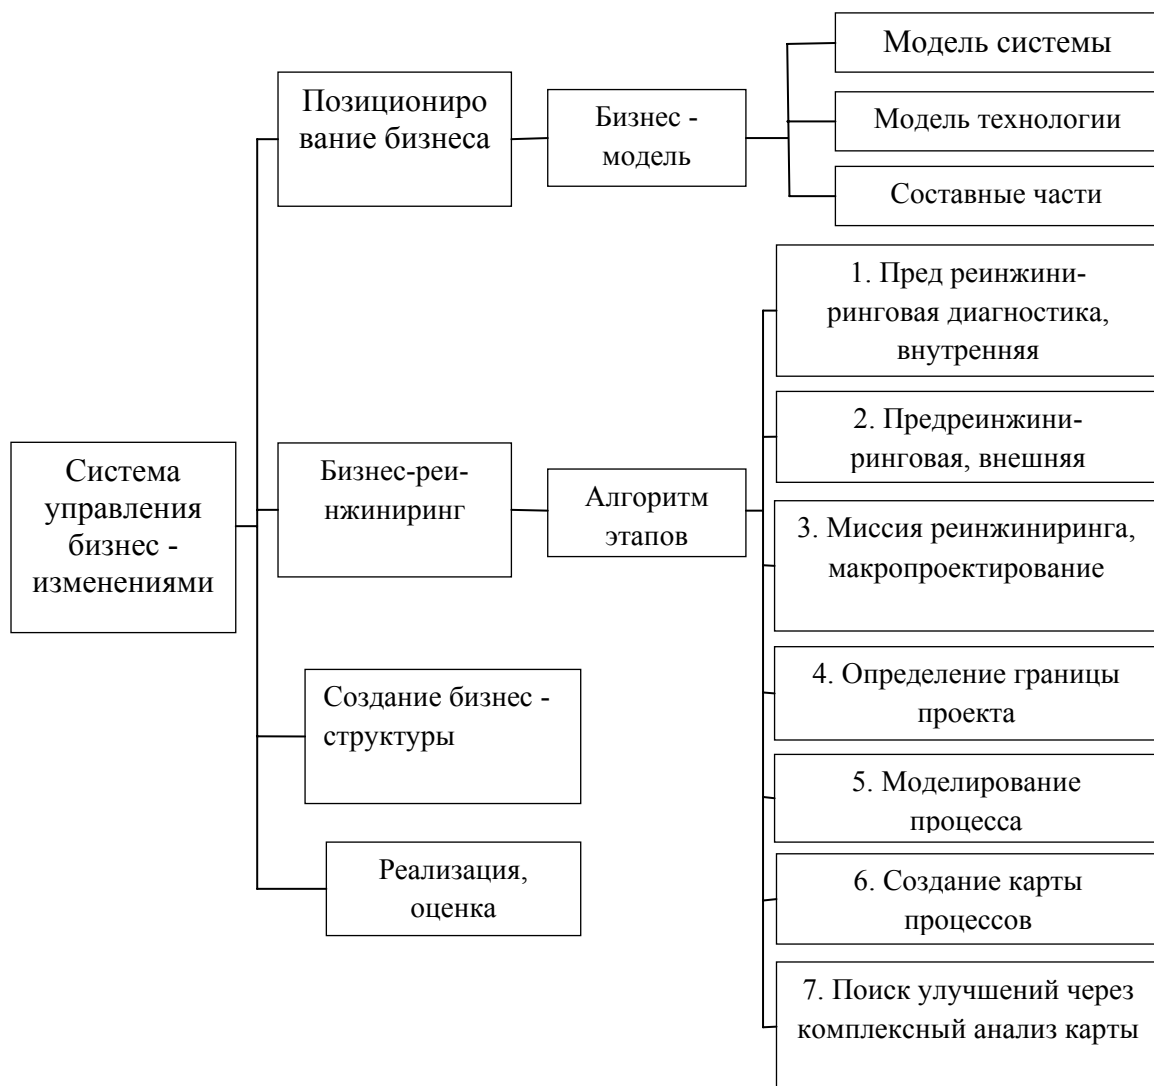 Модель системы
Позициониро
вание бизнеса
Бизнес -
модель
Модель технологии
Составные части
1. Пред реинжини-
ринговая диагностика,
внутренняя
2. Предреинжини-
ринговая, внешняя
Система
управления
бизнес -
изменениями
Бизнес-реи-
нжиниринг
Алгоритм
этапов
3. Миссия реинжиниринга,
макропроектирование
4. Определение границы
проекта
Создание бизнес -
структуры
5. Моделирование
процесса
Реализация,
оценка
6. Создание карты
процессов
7. Поиск улучшений через
комплексный анализ карты